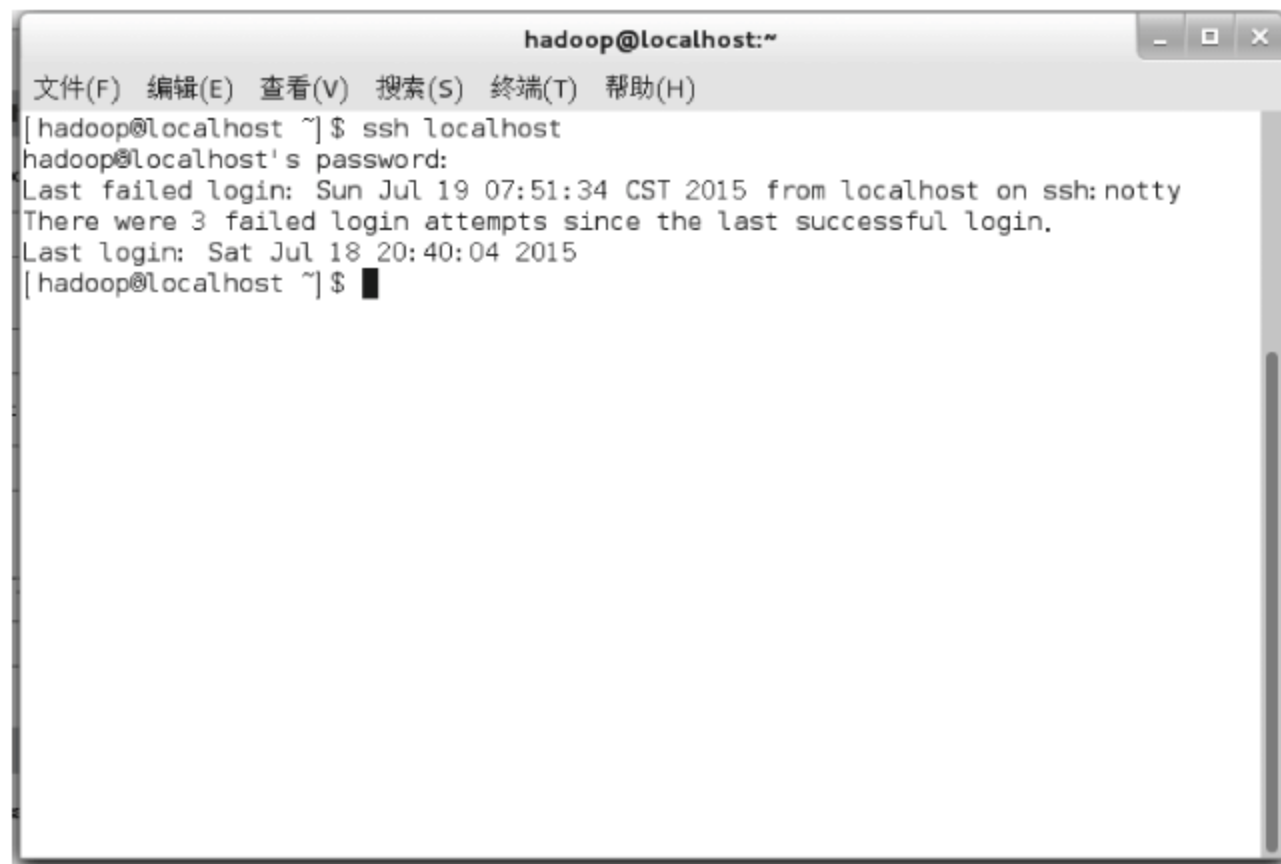 hadoop@localhost:~
文件(F) 编辑(E) 查看(V) 搜索(S) 终端(T) 帮助(H)
[hadoop@localhost ~]$ ssh localhost
hadoop@localhost's password:
Last failed login: Sun Jul 19 07:51:34 CST 2015 from localhost on ssh:notty
There were 3 failed login attempts since the last successful login.
Last login: Sat Jul 18 20:40:04 2015
[hadoop@localhost ~]$